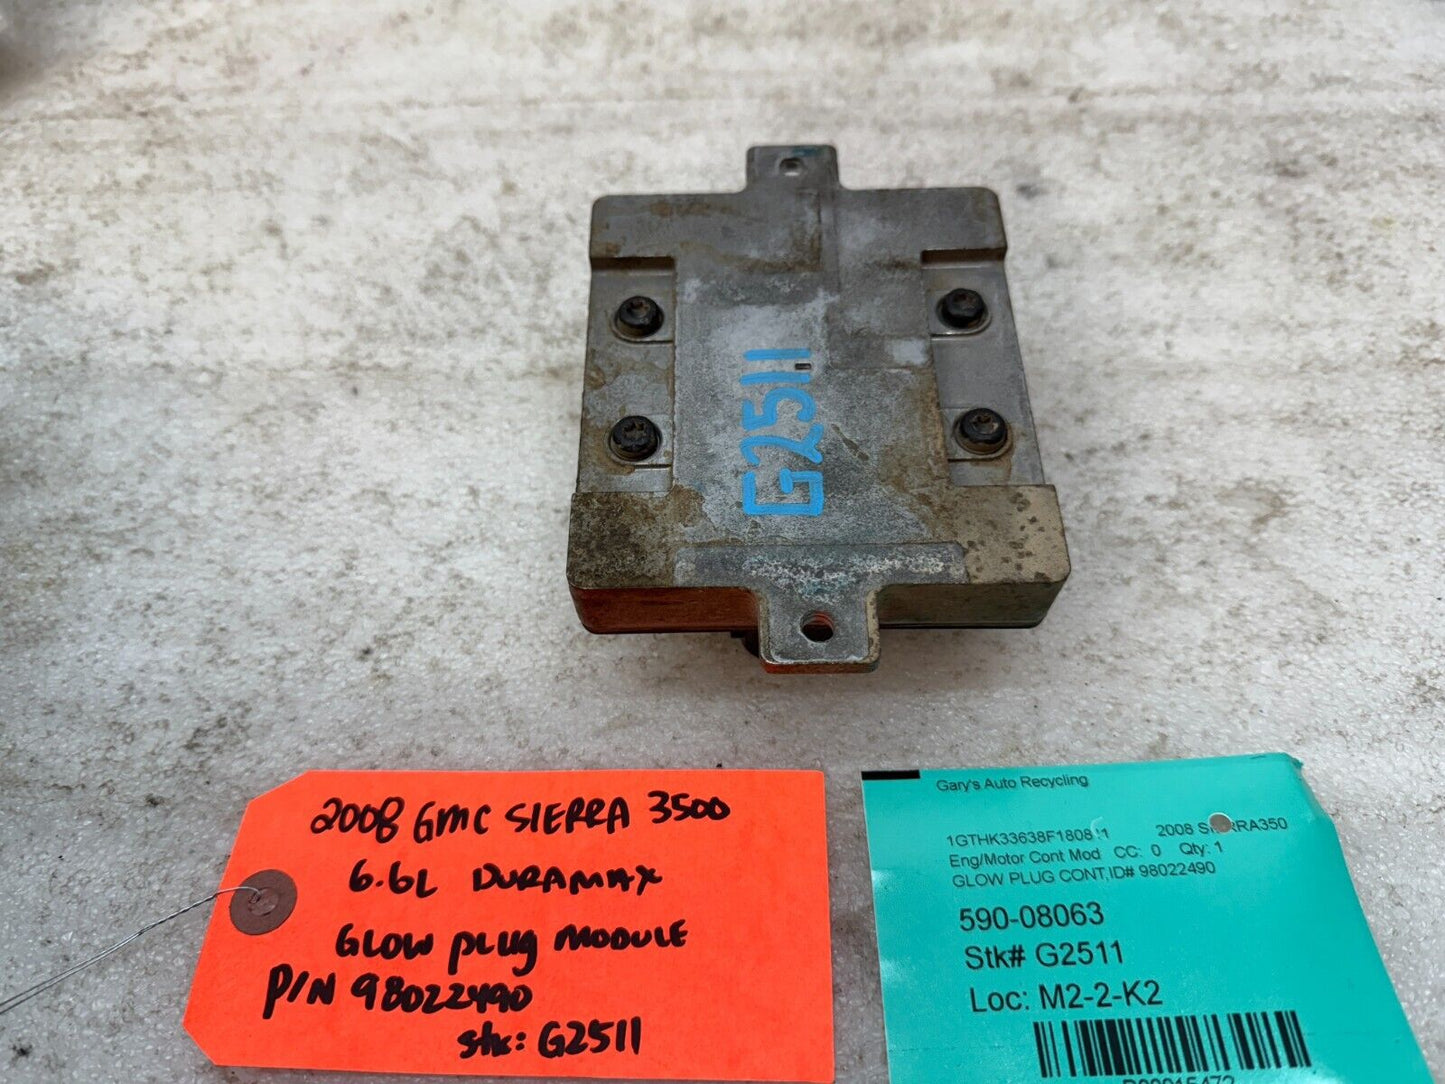 G2511
2008 GMC SIERRA 3500
6.6L DURAMAX
GLOW PLUG MODULE
P/N 98022490
stk: G2511
Gary's Auto Recycling
2008
Eng/Motor Cont Mod CC: 0 Qty: 1
GLOW PLUG CONT,ID# 98022490
590-08063
Stk# G2511
Loc: M2-2-K2